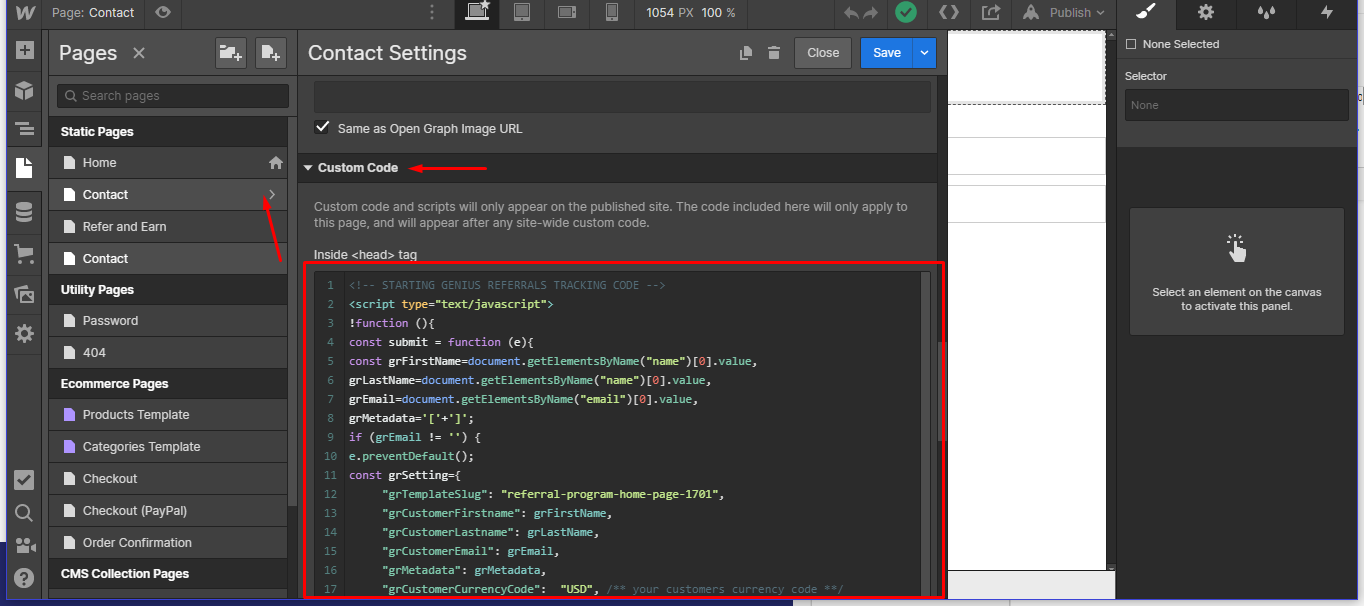 Page: Contact
1054 PX 100 %
Publish
Pages
Search pages
Static Pages
Home
Contact
Refer and Earn
Contact
Utility Pages
Password
404
Ecommerce Pages
Products Template
Categories Template
Checkout
Checkout (PayPal)
Order Confirmation
CMS Collection Pages
Contact Settings
Close
Save
Same as Open Graph Image URL
Custom Code
Custom code and scripts will only appear on the published site. The code included here will only apply to
this page, and will appear after any site-wide custom code.
Inside <head> tag
1 <!-- STARTING GENIUS REFERRALS TRACKING CODE -->
2 <script type="text/javascript">
3 !function (){
4 const submit = function (e){
5 const grFirstName=document.getElementsByName("name")[0].value,
6 grLastName=document.getElementsByName("name")[0].value,
7 grEmail=document.getElementsByName("email")[0].value,
8 grMetadata='['+']';
9 if (grEmail != '') {
10 e.preventDefault();
11 const grSetting={
12 "grTemplateSlug": "referral-program-home-page-1701",
13 "grCustomerFirstname": grFirstName,
14 "grCustomerLastname": grLastName,
15 "grCustomerEmail": grEmail,
16 "grMetadata": grMetadata,
17 "grCustomerCurrencyCode": "USD", /** your customers currency code **/
None Selected
Selector
None
Select an element on the canvas
to activate this panel.